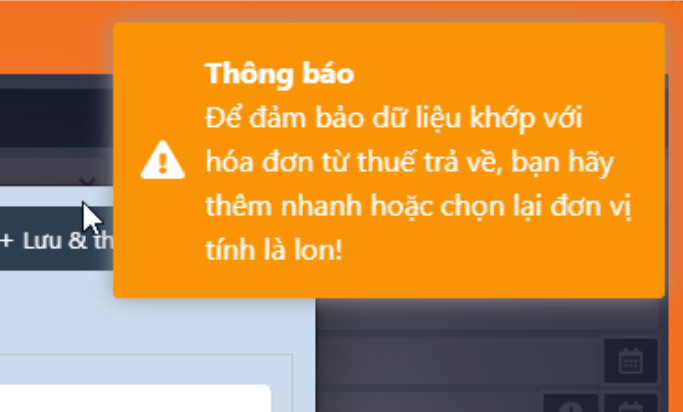 Thông báo
Để đảm bảo dữ liệu khớp với
hóa đơn từ thuế trả về, bạn hãy
thêm nhanh hoặc chọn lại đơn vị
tính là lon!
+ Lưu & th